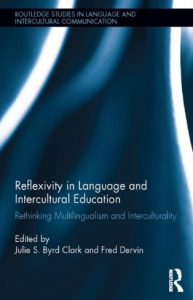 ROUTLEDGE STUDIES IN LANGUAGE AND
INTERCULTURAL COMMUNICATION
Reflexivity in Language and
Intercultural Education
Rethinking Multilingualism and Interculturality
Edited by
Julie S. Byrd Clark and Fred Dervin
R
Routledge